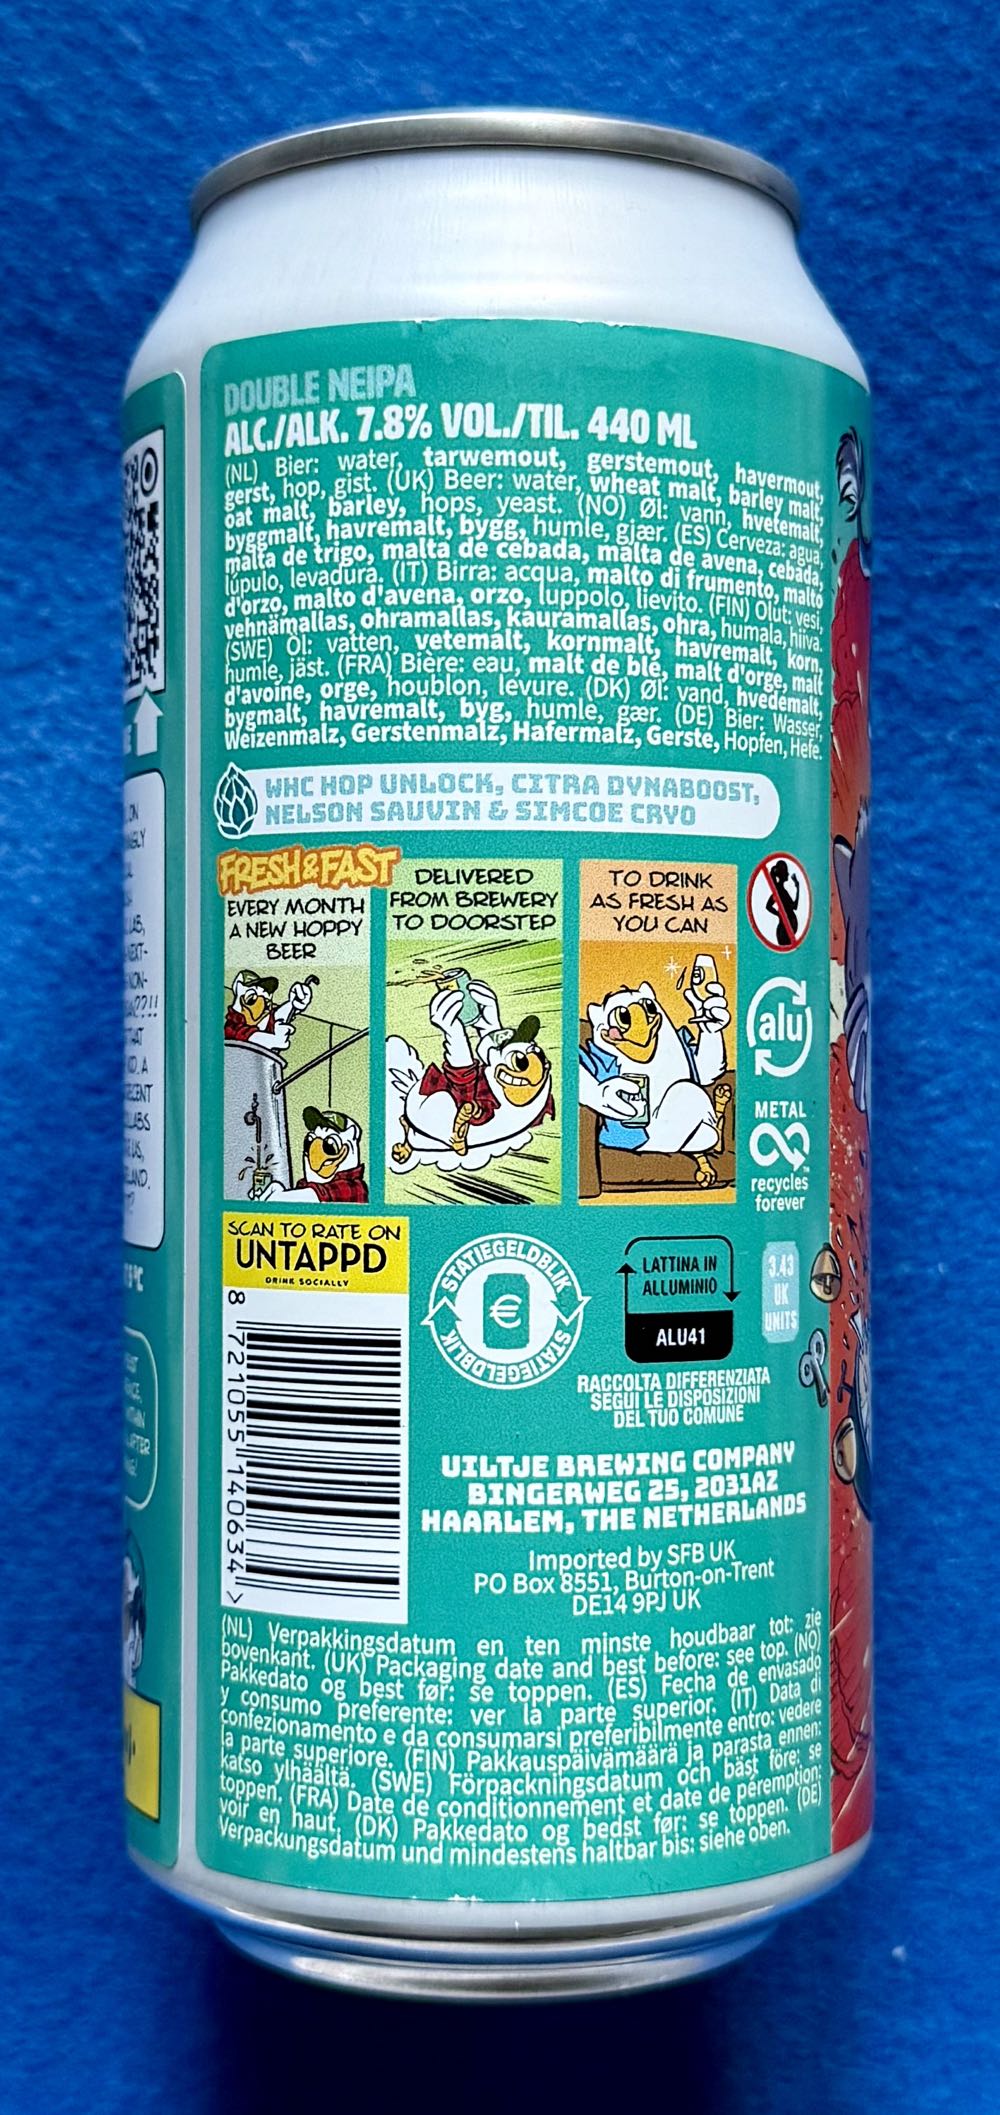 DOUBLE NEIPA
ALC./ALK. 7.8% VOL./TIL. 440 ML
(NL) Bier: water, tarwemout, gerstemout, havermout,
gerst, hop, gist. (UK) Beer: water, wheat malt, barley malt,
oat malt, barley, hops, yeast. (NO) Øl: vann, hvetemalt,
byggmalt, havremalt, bygg, humle, gjær. (ES) Cerveza: agua,
malta de trigo, malta de cebada, malta de avena, cebada,
lúpulo, levadura. (IT) Birra: acqua, malto di frumento, malto
d'orzo, malto d'avena, orzo, luppolo, lievito. (FIN) Olut: vesi,
vehnämallas, ohramallas, kauramallas, ohra, humala, hiiva.
(SWE) Öl: vatten, vetemalt, kornmalt, havremalt, korn,
humle, jäst. (FRA) Bière: eau, malt de blé, malt d'orge, malt
d'avoine, orge, houblon, levure. (DK) Øl: vand, hvedemalt,
bygmalt, havremalt, byg, humle, gær. (DE) Bier: Wasser,
Weizenmalz, Gerstenmalz, Hafermalz, Gerste, Hopfen, Hefe.
WHC HOP UNLOCK, CITRA DYNABOOST,
NELSON SAUVIN & SIMCOE CRYO
FRESH & FAST
EVERY MONTH
A NEW HOPPY
BEER
DELIVERED
FROM BREWERY
TO DOORSTEP
TO DRINK
AS FRESH AS
YOU CAN
alu
METAL
recycles
forever
SCAN TO RATE ON
UNTAPPD
DRINK SOCIALLY
8 721055 140634 >
STATIEGELDBLIK
STATIEGELDBLIK
€
LATTINA IN
ALLUMINIO
ALU41
3.43
UK
UNITS
RACCOLTA DIFFERENZIATA
SEGUI LE DISPOSIZIONI
DEL TUO COMUNE
UILTJE BREWING COMPANY
BINGERWEG 25, 2031AZ
HAARLEM, THE NETHERLANDS
Imported by SFB UK
PO Box 8551, Burton-on-Trent
DE14 9PJ UK
(NL) Verpakkingsdatum en ten minste houdbaar tot: zie
bovenkant. (UK) Packaging date and best before: see top. (NO)
Pakkedato og best før: se toppen. (ES) Fecha de envasado
y consumo preferente: ver la parte superior. (IT) Data di
confezionamento e da consumarsi preferibilmente entro: vedere
la parte superiore. (FIN) Pakkauspäivämäärä ja parasta ennen:
katso ylhäältä. (SWE) Förpackningsdatum och bäst före: se
toppen. (FRA) Date de conditionnement et date de péremption:
voir en haut. (DK) Pakkedato og bedst før: se toppen. (DE)
Verpackungsdatum und mindestens haltbar bis: siehe oben.